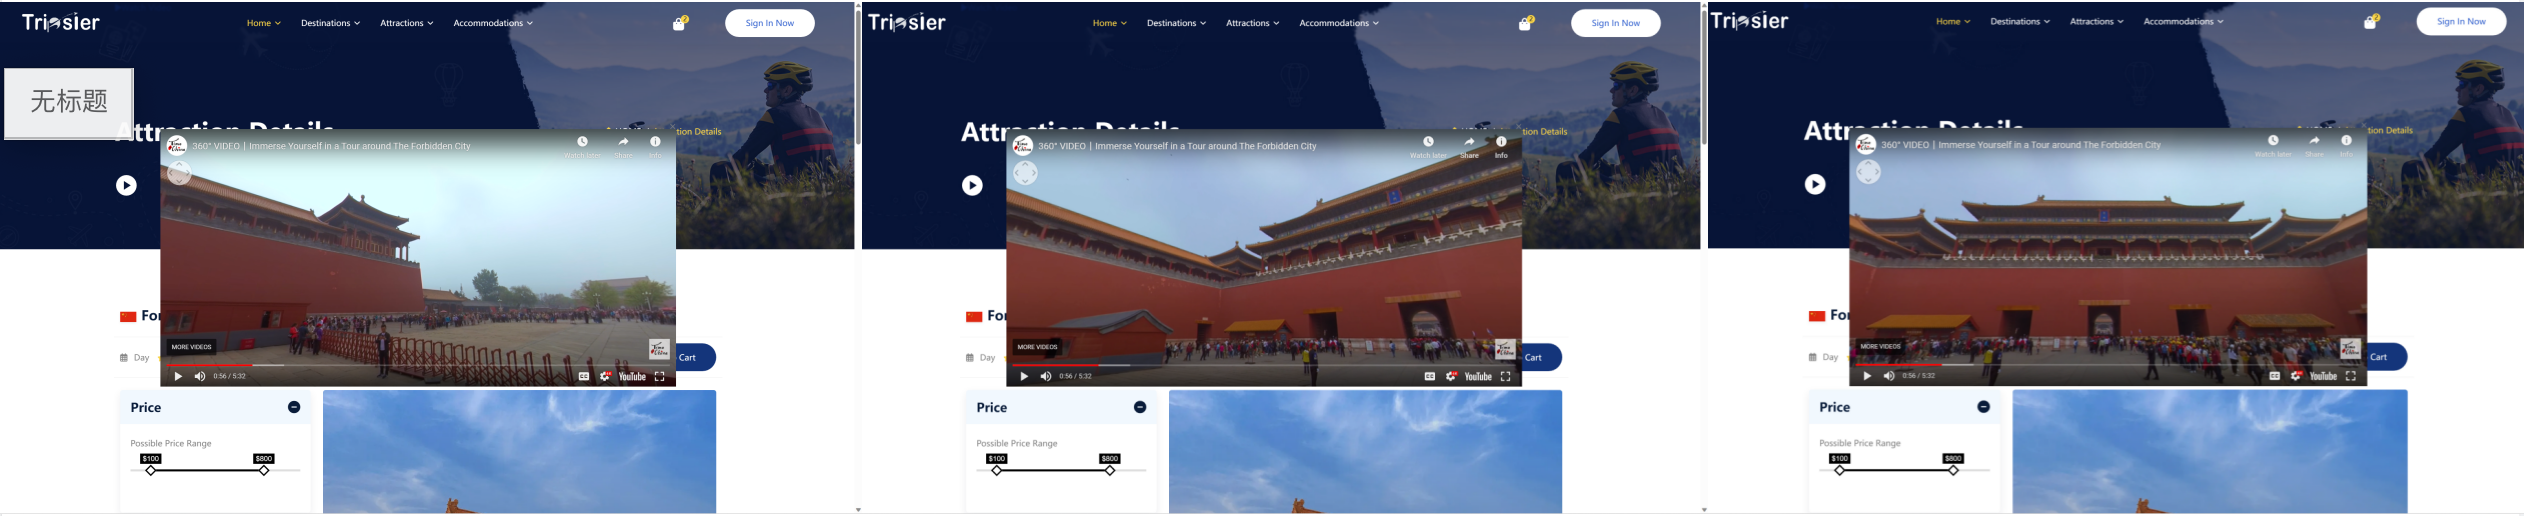 Tripsier
Home
Destinations
Attractions
Accommodations
2
Sign In Now
无标题
Attraction Details
tion Details
360° VIDEO | Immerse Yourself in a Tour around The Forbidden City
Watch later
Share
Info
For
MORE VIDEOS
Day
Cart
0:56 / 5:32
YouTube
Price
Possible Price Range
$100
$800
Tripsier
Home
Destinations
Attractions
Accommodations
2
Sign In Now
Attraction Details
tion Details
360° VIDEO | Immerse Yourself in a Tour around The Forbidden City
Watch later
Share
Info
For
MORE VIDEOS
Day
Cart
0:56 / 5:32
YouTube
Price
Possible Price Range
$100
$800
Tripsier
Home
Destinations
Attractions
Accommodations
2
Sign In Now
Attraction Details
tion Details
360° VIDEO | Immerse Yourself in a Tour around The Forbidden City
Watch later
Share
Info
For
MORE VIDEOS
Day
Cart
0:56 / 5:32
YouTube
Price
Possible Price Range
$100
$800